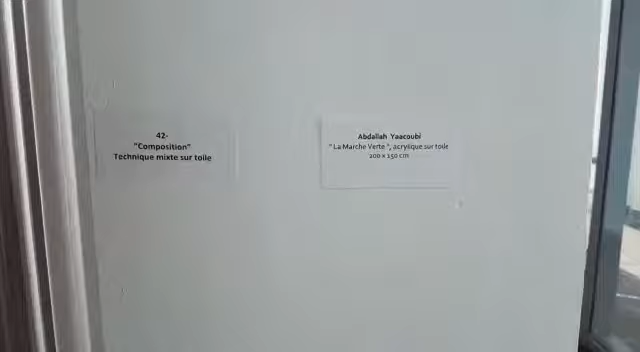 42-
"Composition"
Technique mixte sur toile
Abdallah Yaacoubi
" La Marche Verte ", acrylique sur toile
200 x 150 cm